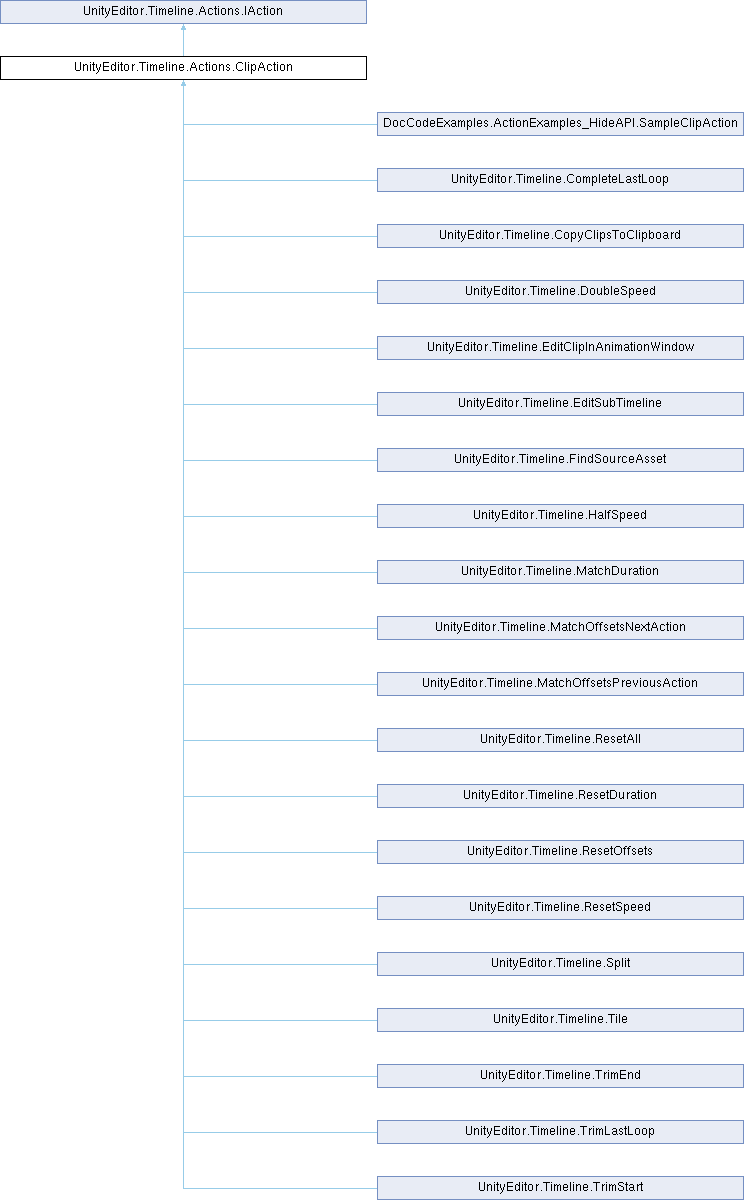 UnityEditor.Timeline.Actions.IAction
UnityEditor.Timeline.Actions.ClipAction
DocCodeExamples.ActionExamples_HideAPI.SampleClipAction
UnityEditor.Timeline.CompleteLastLoop
UnityEditor.Timeline.CopyClipsToClipboard
UnityEditor.Timeline.DoubleSpeed
UnityEditor.Timeline.EditClipInAnimationWindow
UnityEditor.Timeline.EditSubTimeline
UnityEditor.Timeline.FindSourceAsset
UnityEditor.Timeline.HalfSpeed
UnityEditor.Timeline.MatchDuration
UnityEditor.Timeline.MatchOffsetsNextAction
UnityEditor.Timeline.MatchOffsetsPreviousAction
UnityEditor.Timeline.ResetAll
UnityEditor.Timeline.ResetDuration
UnityEditor.Timeline.ResetOffsets
UnityEditor.Timeline.ResetSpeed
UnityEditor.Timeline.Split
UnityEditor.Timeline.Tile
UnityEditor.Timeline.TrimEnd
UnityEditor.Timeline.TrimLastLoop
UnityEditor.Timeline.TrimStart